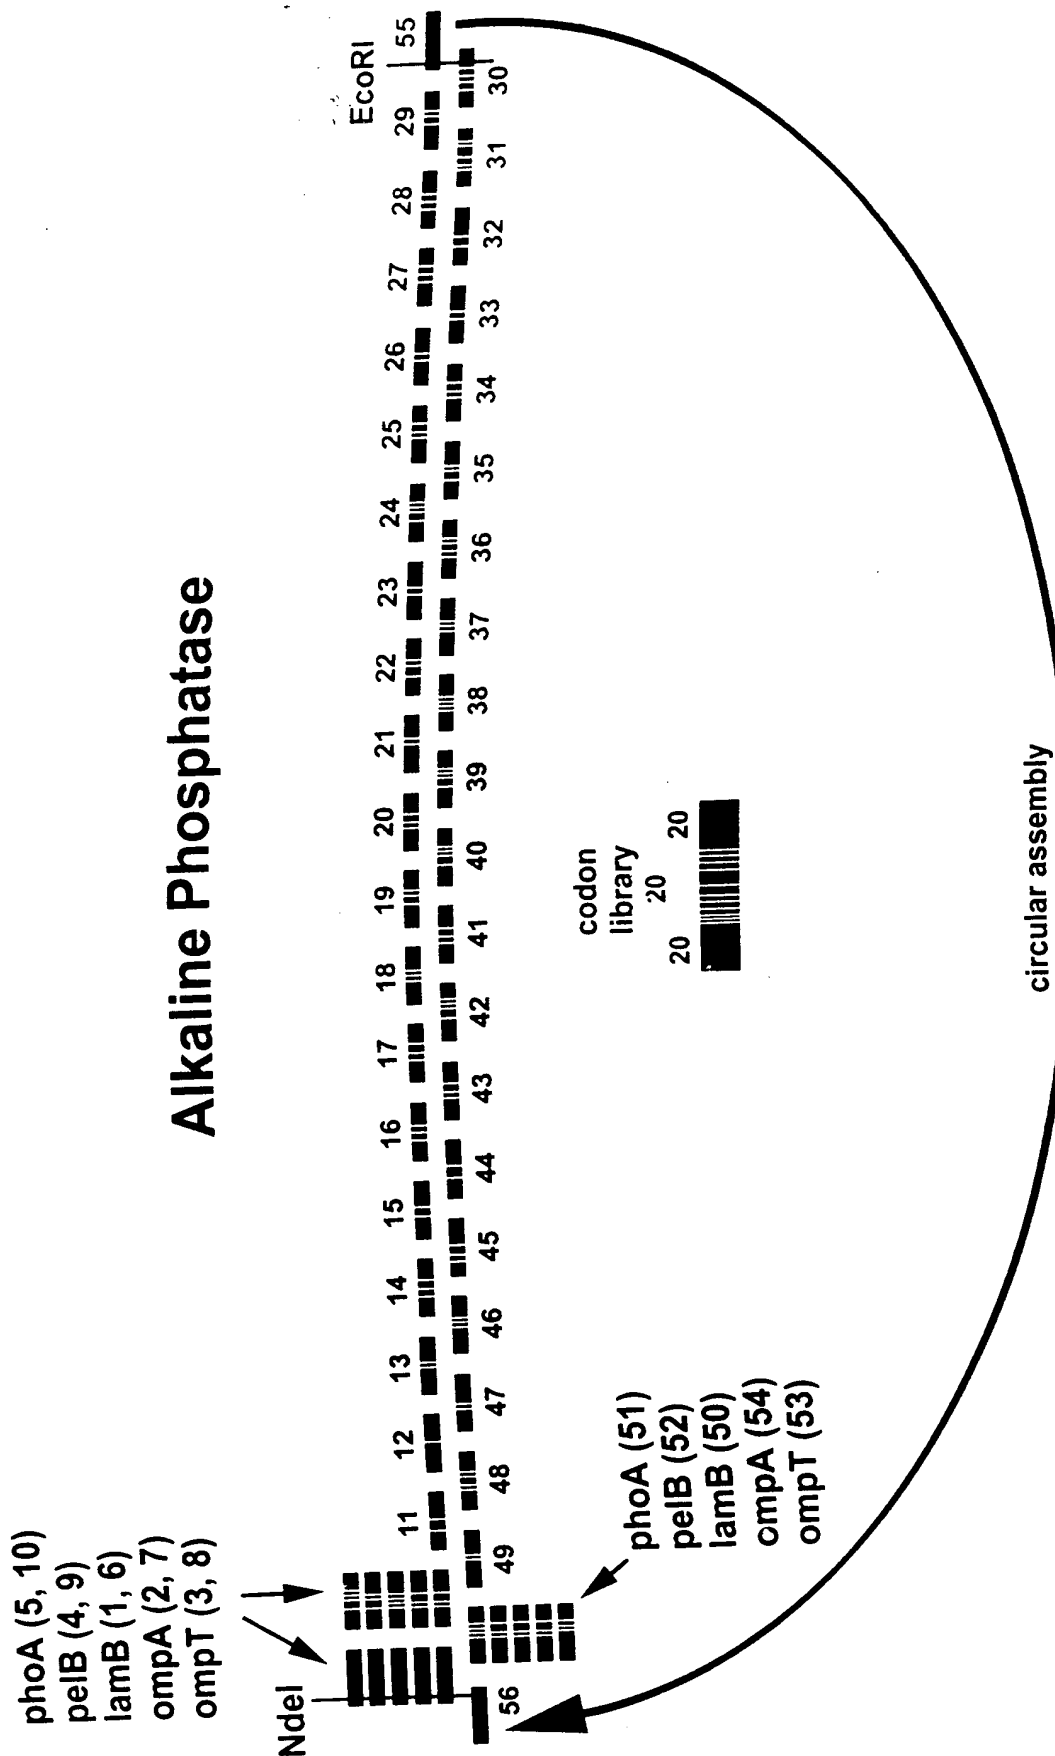 Alkaline Phosphatase
phoA (5, 10)
pelB (4, 9)
lamB (1, 6)
ompA (2, 7)
ompT (3, 8)
NdeI
EcoRI
11 12 13 14 15 16 17 18 19 20 21 22 23 24 25 26 27 28 29 55
56 49 48 47 46 45 44 43 42 41 40 39 38 37 36 35 34 33 32 31 30
phoA (51)
pelB (52)
lamB (50)
ompA (54)
ompT (53)
codon
library
20 20 20
circular assembly